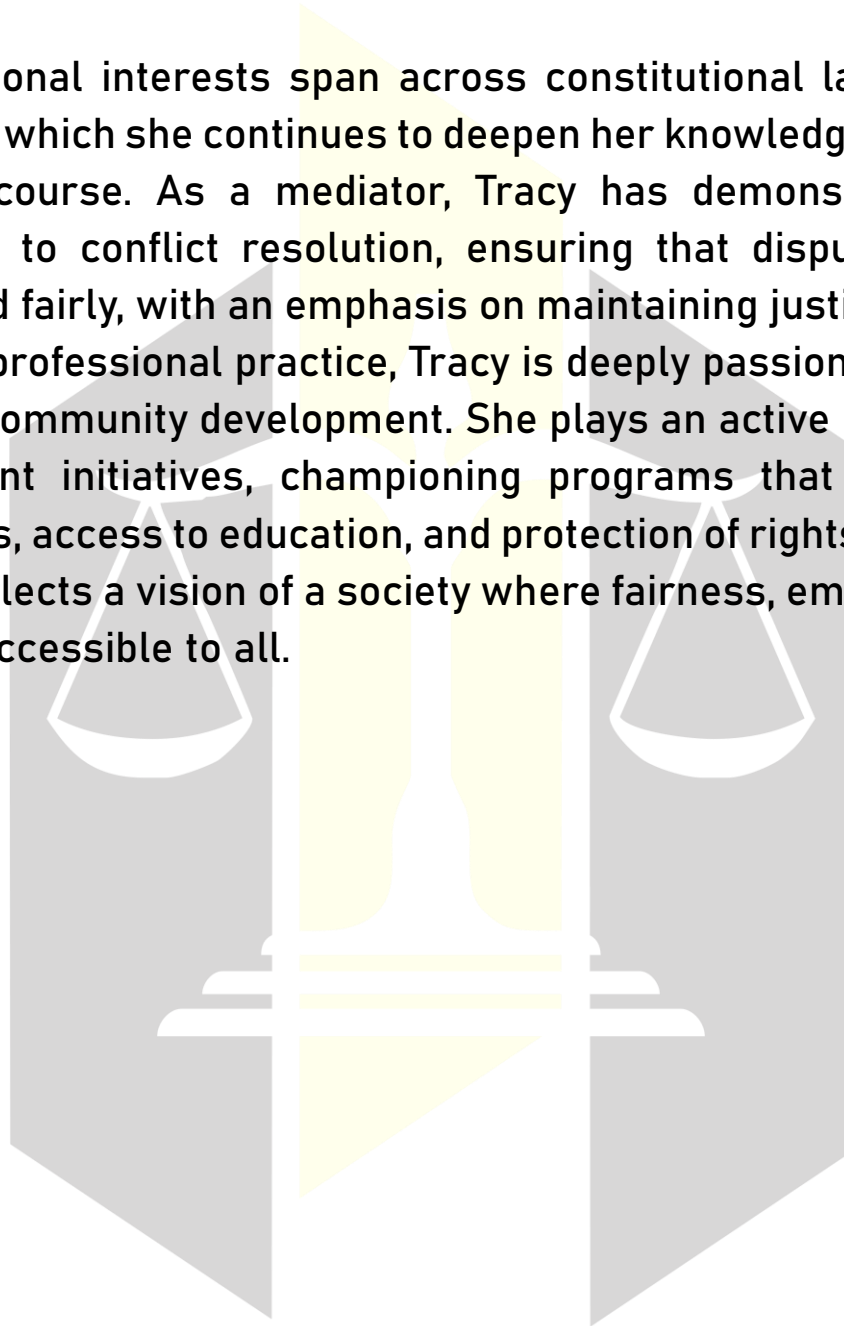 onal interests span across constitutional la
which she continues to deepen her knowledg
course. As a mediator, Tracy has demons
to conflict resolution, ensuring that dispu
d fairly, with an emphasis on maintaining justi
professional practice, Tracy is deeply passion
ommunity development. She plays an active
nt initiatives, championing programs that
s, access to education, and protection of rights
lects a vision of a society where fairness, em
ccessible to all.